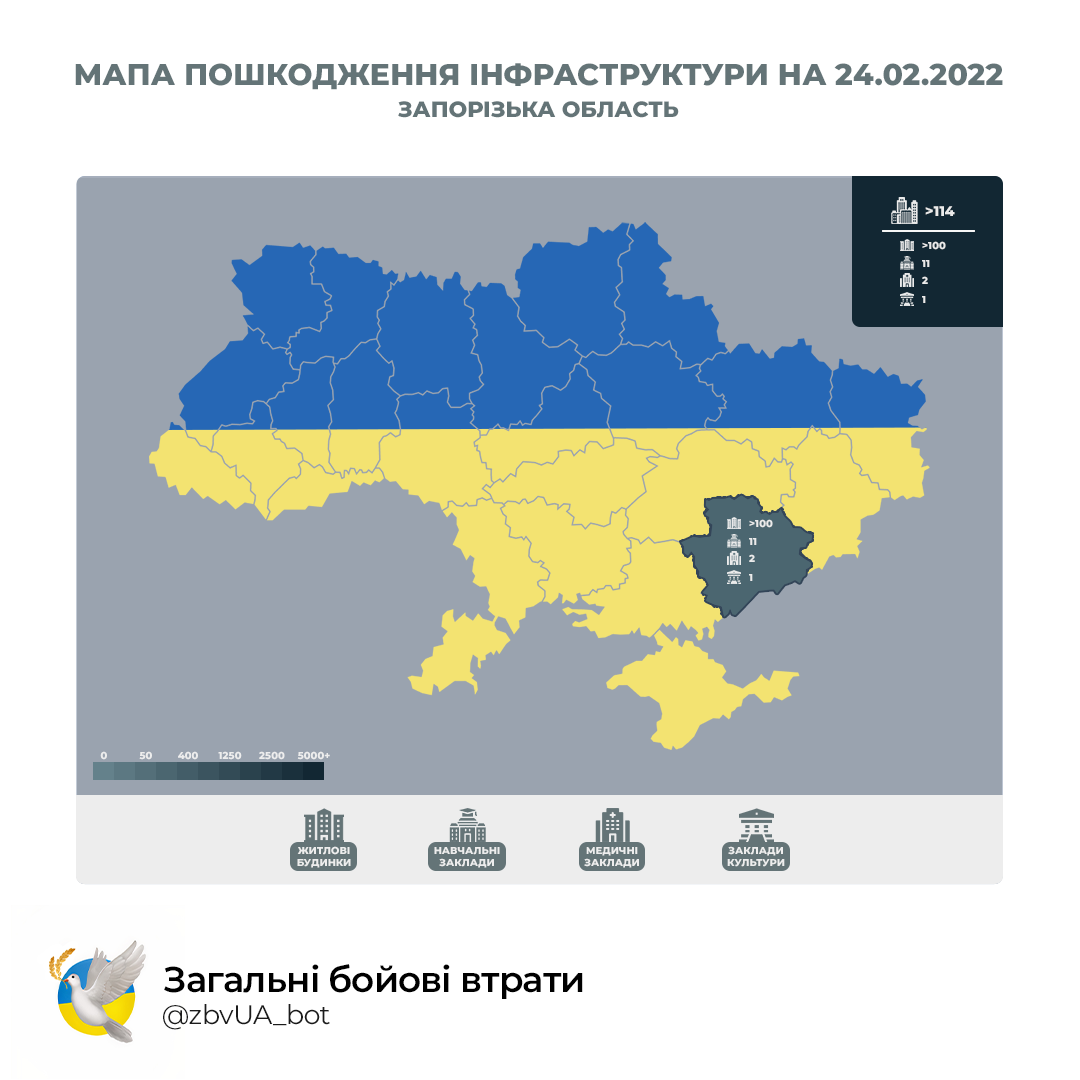 МАПА ПОШКОДЖЕННЯ ІНФРАСТРУКТУРИ НА 24.02.2022
ЗАПОРІЗЬКА ОБЛАСТЬ
>114
>100
11
2
1
>100
11
2
1
0 50 400 1250 2500 5000+
ЖИТЛОВІ
БУДИНКИ
НАВЧАЛЬНІ
ЗАКЛАДИ
МЕДИЧНІ
ЗАКЛАДИ
ЗАКЛАДИ
КУЛЬТУРИ
Загальні бойові втрати
@zbvUA_bot